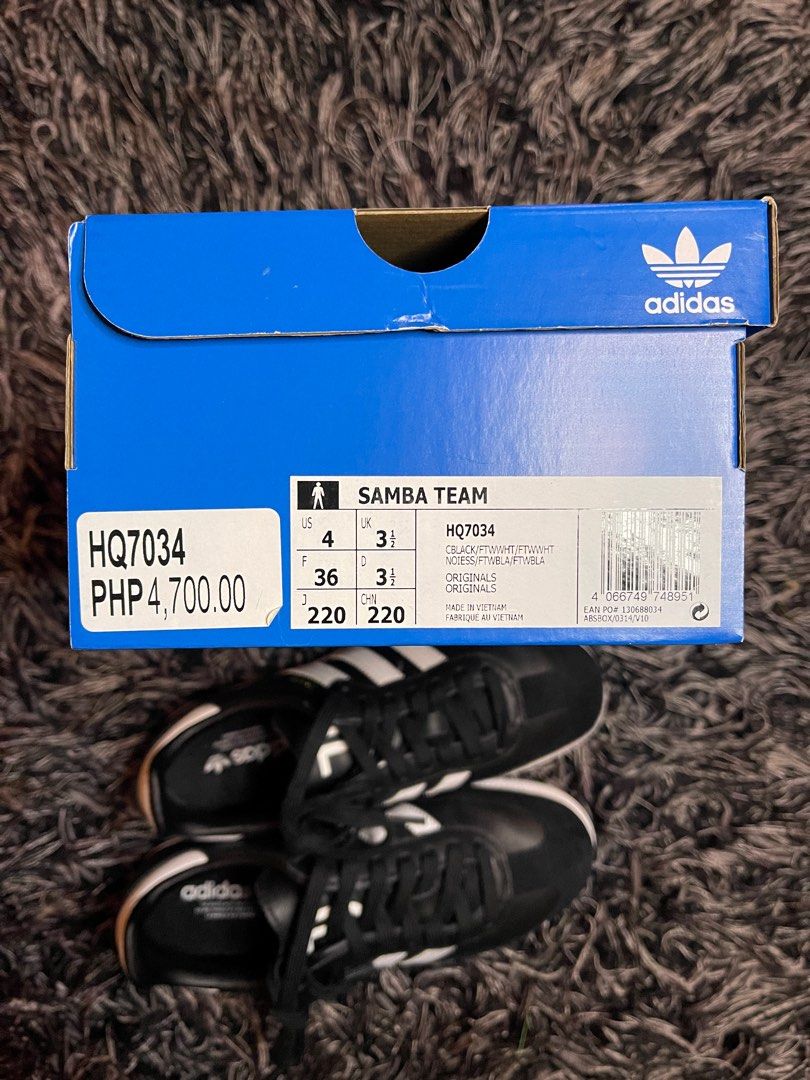 adidas
SAMBA TEAM
HQ7034
PHP 4,700.00
US
4
UK
3½
F
36
D
3½
J
220
CHN
220
HQ7034
CBLACK/FTWWHT/FTWWHT
NOIESS/FTWBLA/FTWBLA
ORIGINALS
ORIGINALS
MADE IN VIETNAM
FABRIQUE AU VIETNAM
4 066749 748951
EAN PO# 130688034
ABSBOX/0314/V10
adidas
adidas